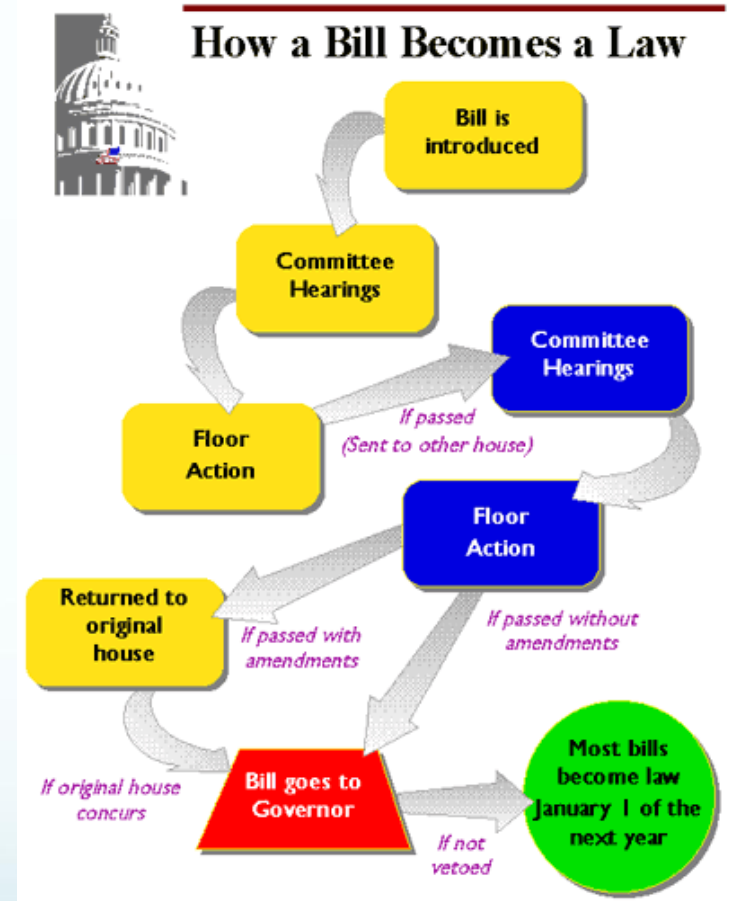 How a Bill Becomes a Law
Bill is
introduced
Committee
Hearings
Committee
Hearings
If passed
(Sent to other house)
Floor
Action
Floor
Action
Returned to
original
house
If passed with
amendments
If passed without
amendments
If original house
concurs
Bill goes to
Governor
If not
vetoed
Most bills
become law
January 1 of the
next year